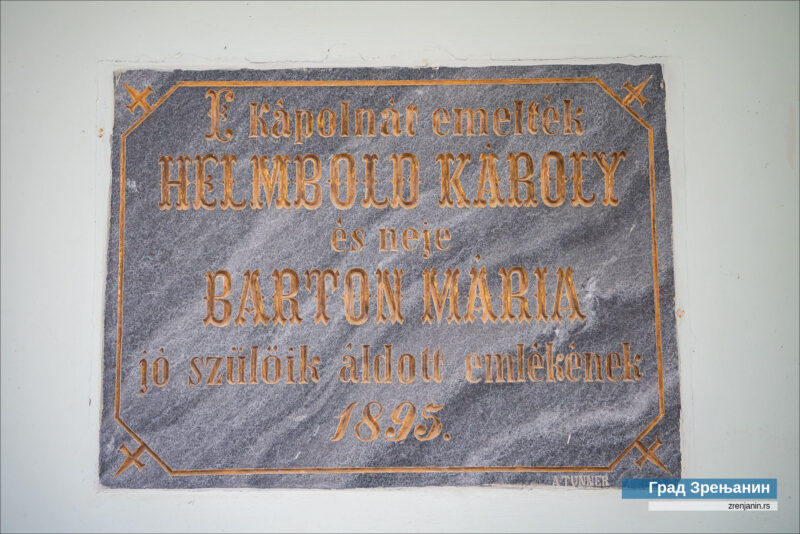 E kápolnát emelték
HELMBOLD KÁROLY
és neje
BARTON MÁRIA
jó szülőik áldott emlékének
1895.
A. TUNNER
Град Зрењанин
zrenjanin.rs